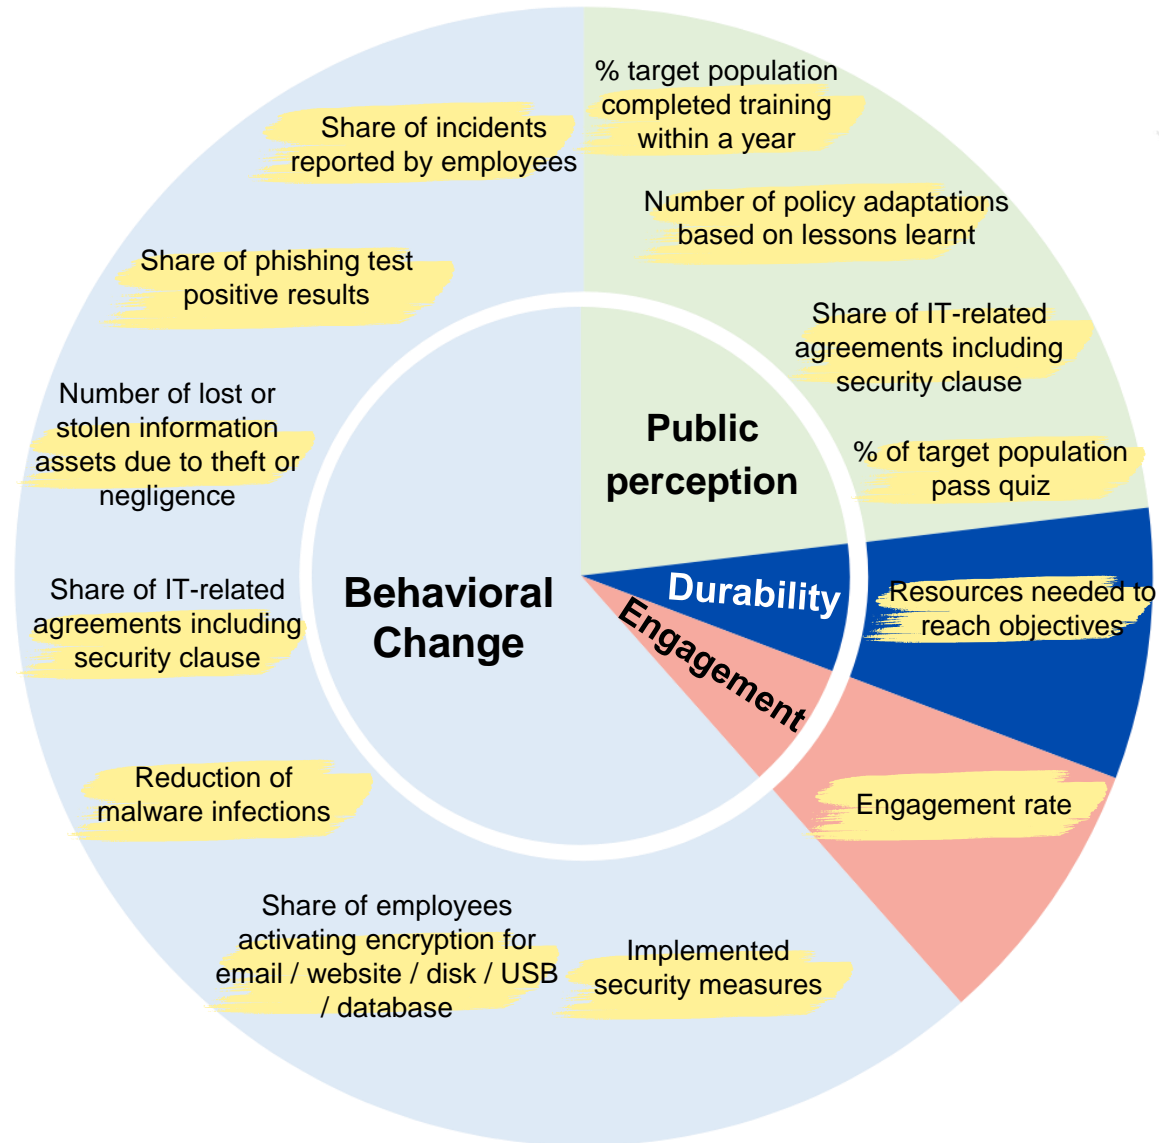 % target population
completed training
within a year
Number of policy adaptations
based on lessons learnt
Share of IT-related
agreements including
security clause
% of target population
pass quiz
Public
perception
Durability
Resources needed to
reach objectives
Engagement
Engagement rate
Behavioral
Change
Share of incidents
reported by employees
Share of phishing test
positive results
Number of lost or
stolen information
assets due to theft or
negligence
Share of IT-related
agreements including
security clause
Reduction of
malware infections
Share of employees
activating encryption for
email / website / disk / USB
/ database
Implemented
security measures